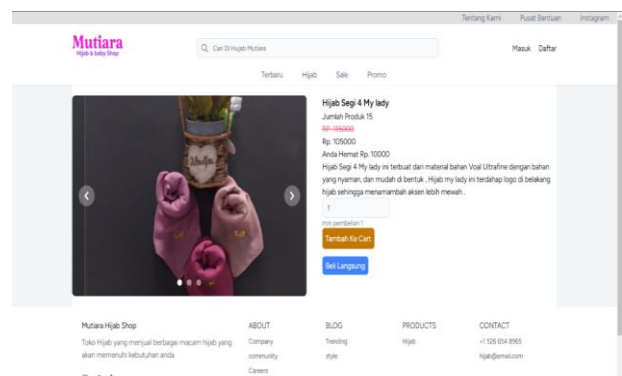 Tentang Kami Pusat Bantuan Instagram
Mutiara
Hijab & baby Shop
Cari Di Hujab Mutiara
Masuk Daftar
Terbaru Hijab Sale Promo
Hijab Segi 4 My lady
Jumlah Produk 15
RP. 115000
Rp. 105000
Anda Hemat Rp. 10000
Hijab Segi 4 My lady ini terbuat dari material bahan Voal Ultrafine dengan bahan
yang nyaman, dan mudah di bentuk , Hijab my lady ini terdahap logo di belakang
hijab sehingga menamambah aksen lebih mewah .
1
min pembelian 1
Tambah Ke Cart
Beli Langsung
Mutiara Hijab Shop
Toko Hijab yang menjual berbagai macam hijab yang
akan memenuhi kebutuhan anda
ABOUT
Company
community
Careers
BLOG
Trending
style
PRODUCTS
Hijab
CONTACT
+1 526 654 8965
hijab@email.com